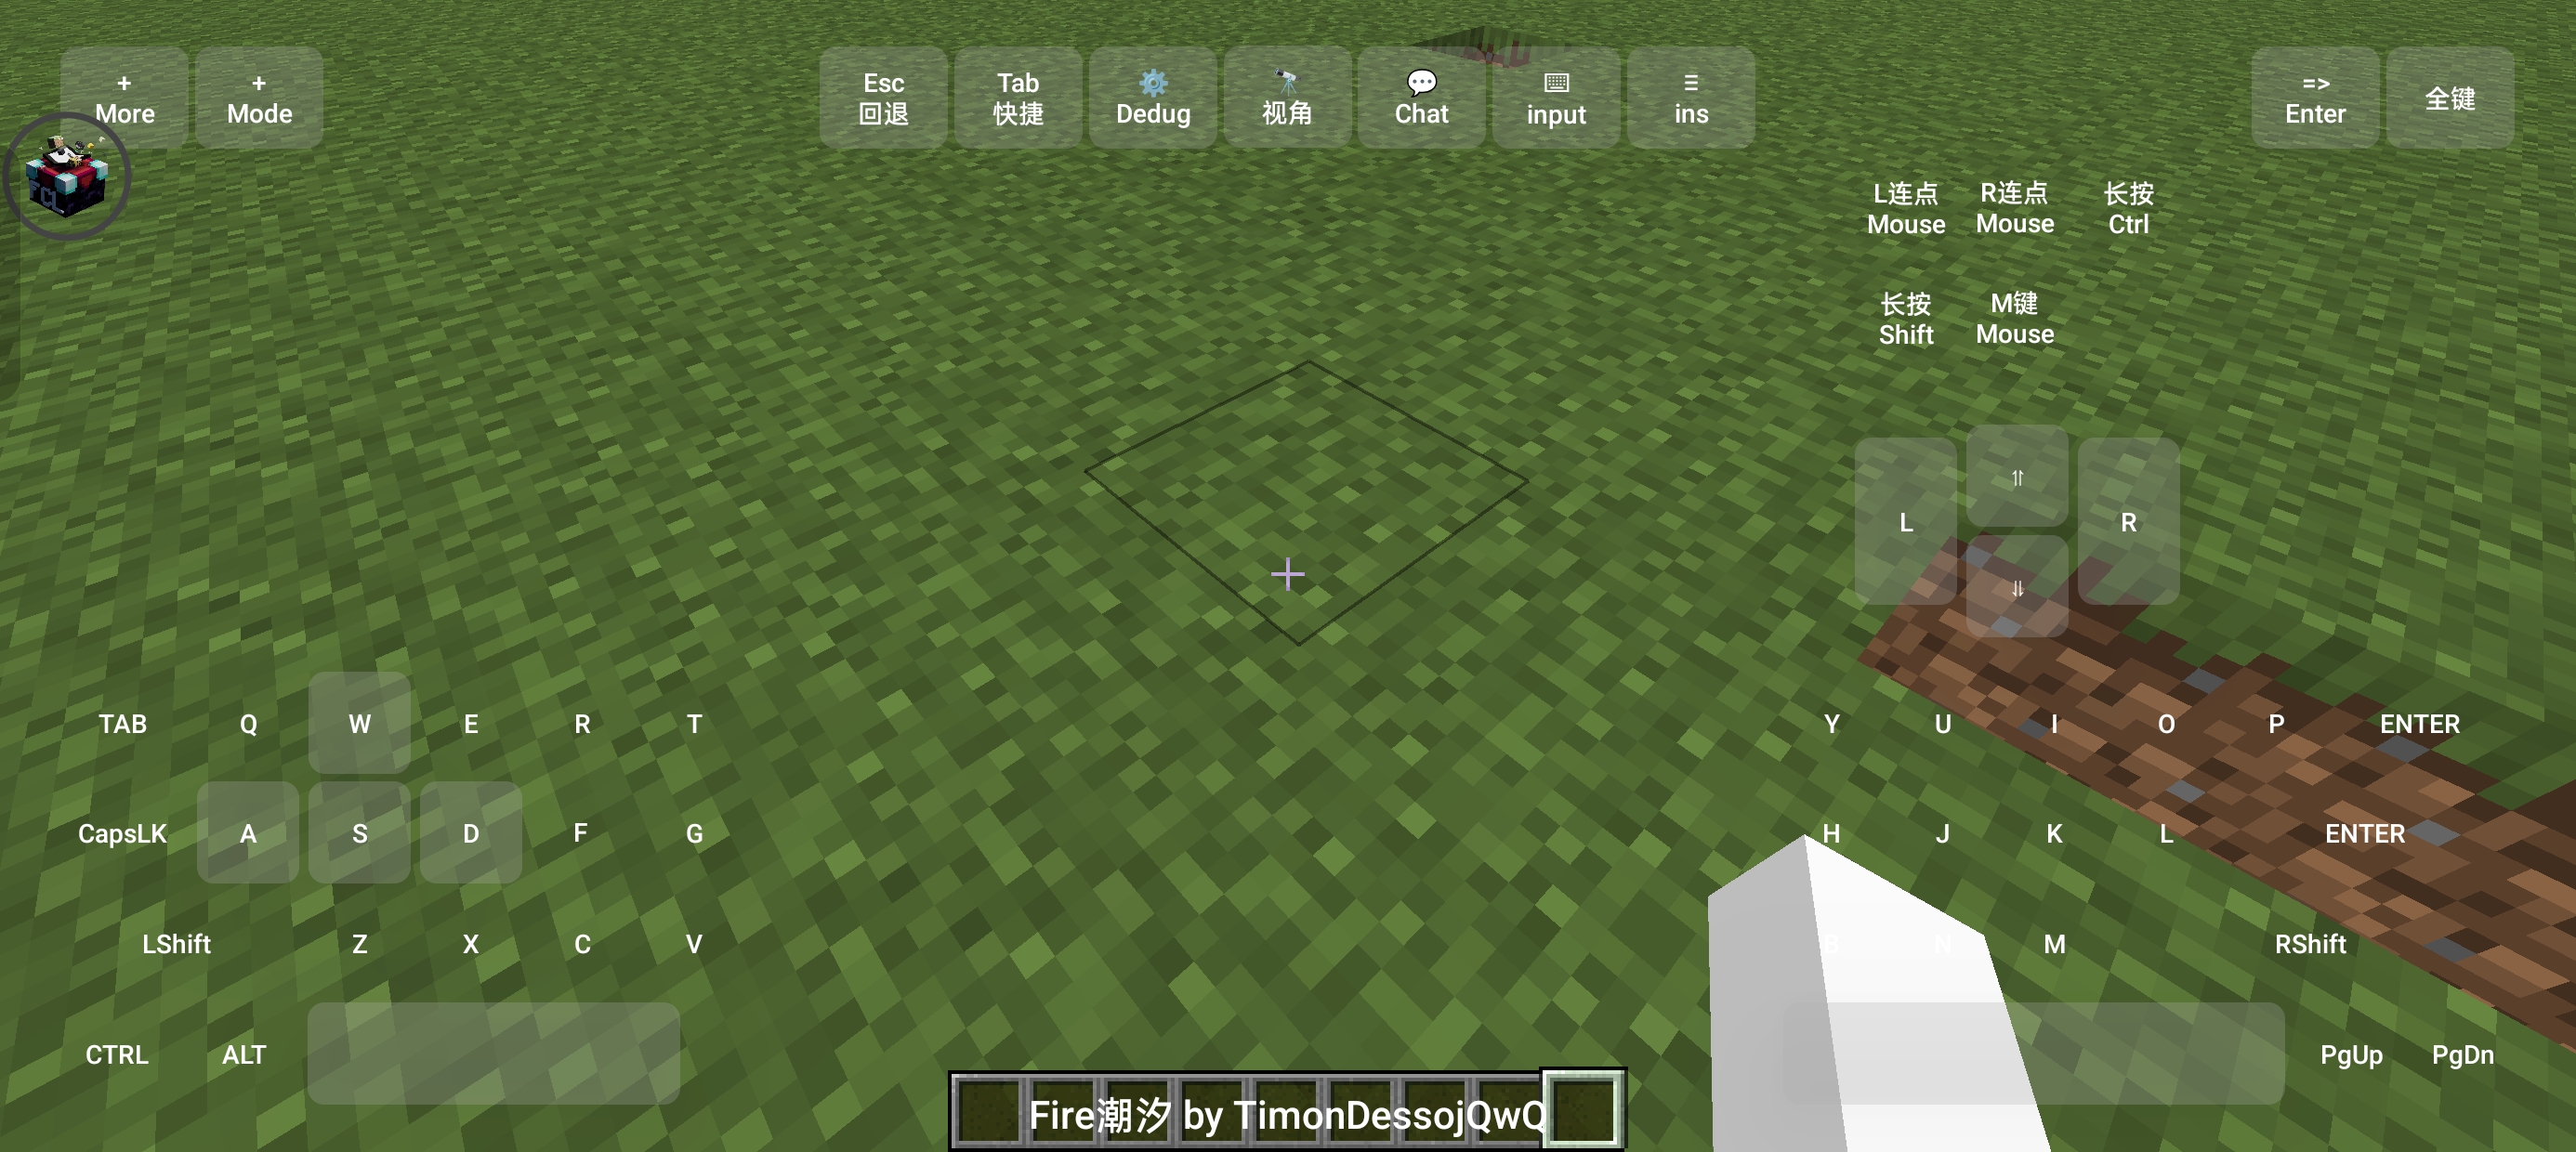 +
More
+
Mode
Esc
回退
Tab
快捷
Dedug
视角
Chat
input
ins
=>
Enter
全键
FCL
L连点
Mouse
R连点
Mouse
长按
Ctrl
长按
Shift
M键
Mouse
L
⇈
R
⇊
TAB Q W E R T
Y U I O P ENTER
CapsLK A S D F G
H J K L ENTER
LShift Z X C V
B N M RShift
CTRL ALT
PgUp PgDn
Fire潮汐 by TimonDessojQwQ